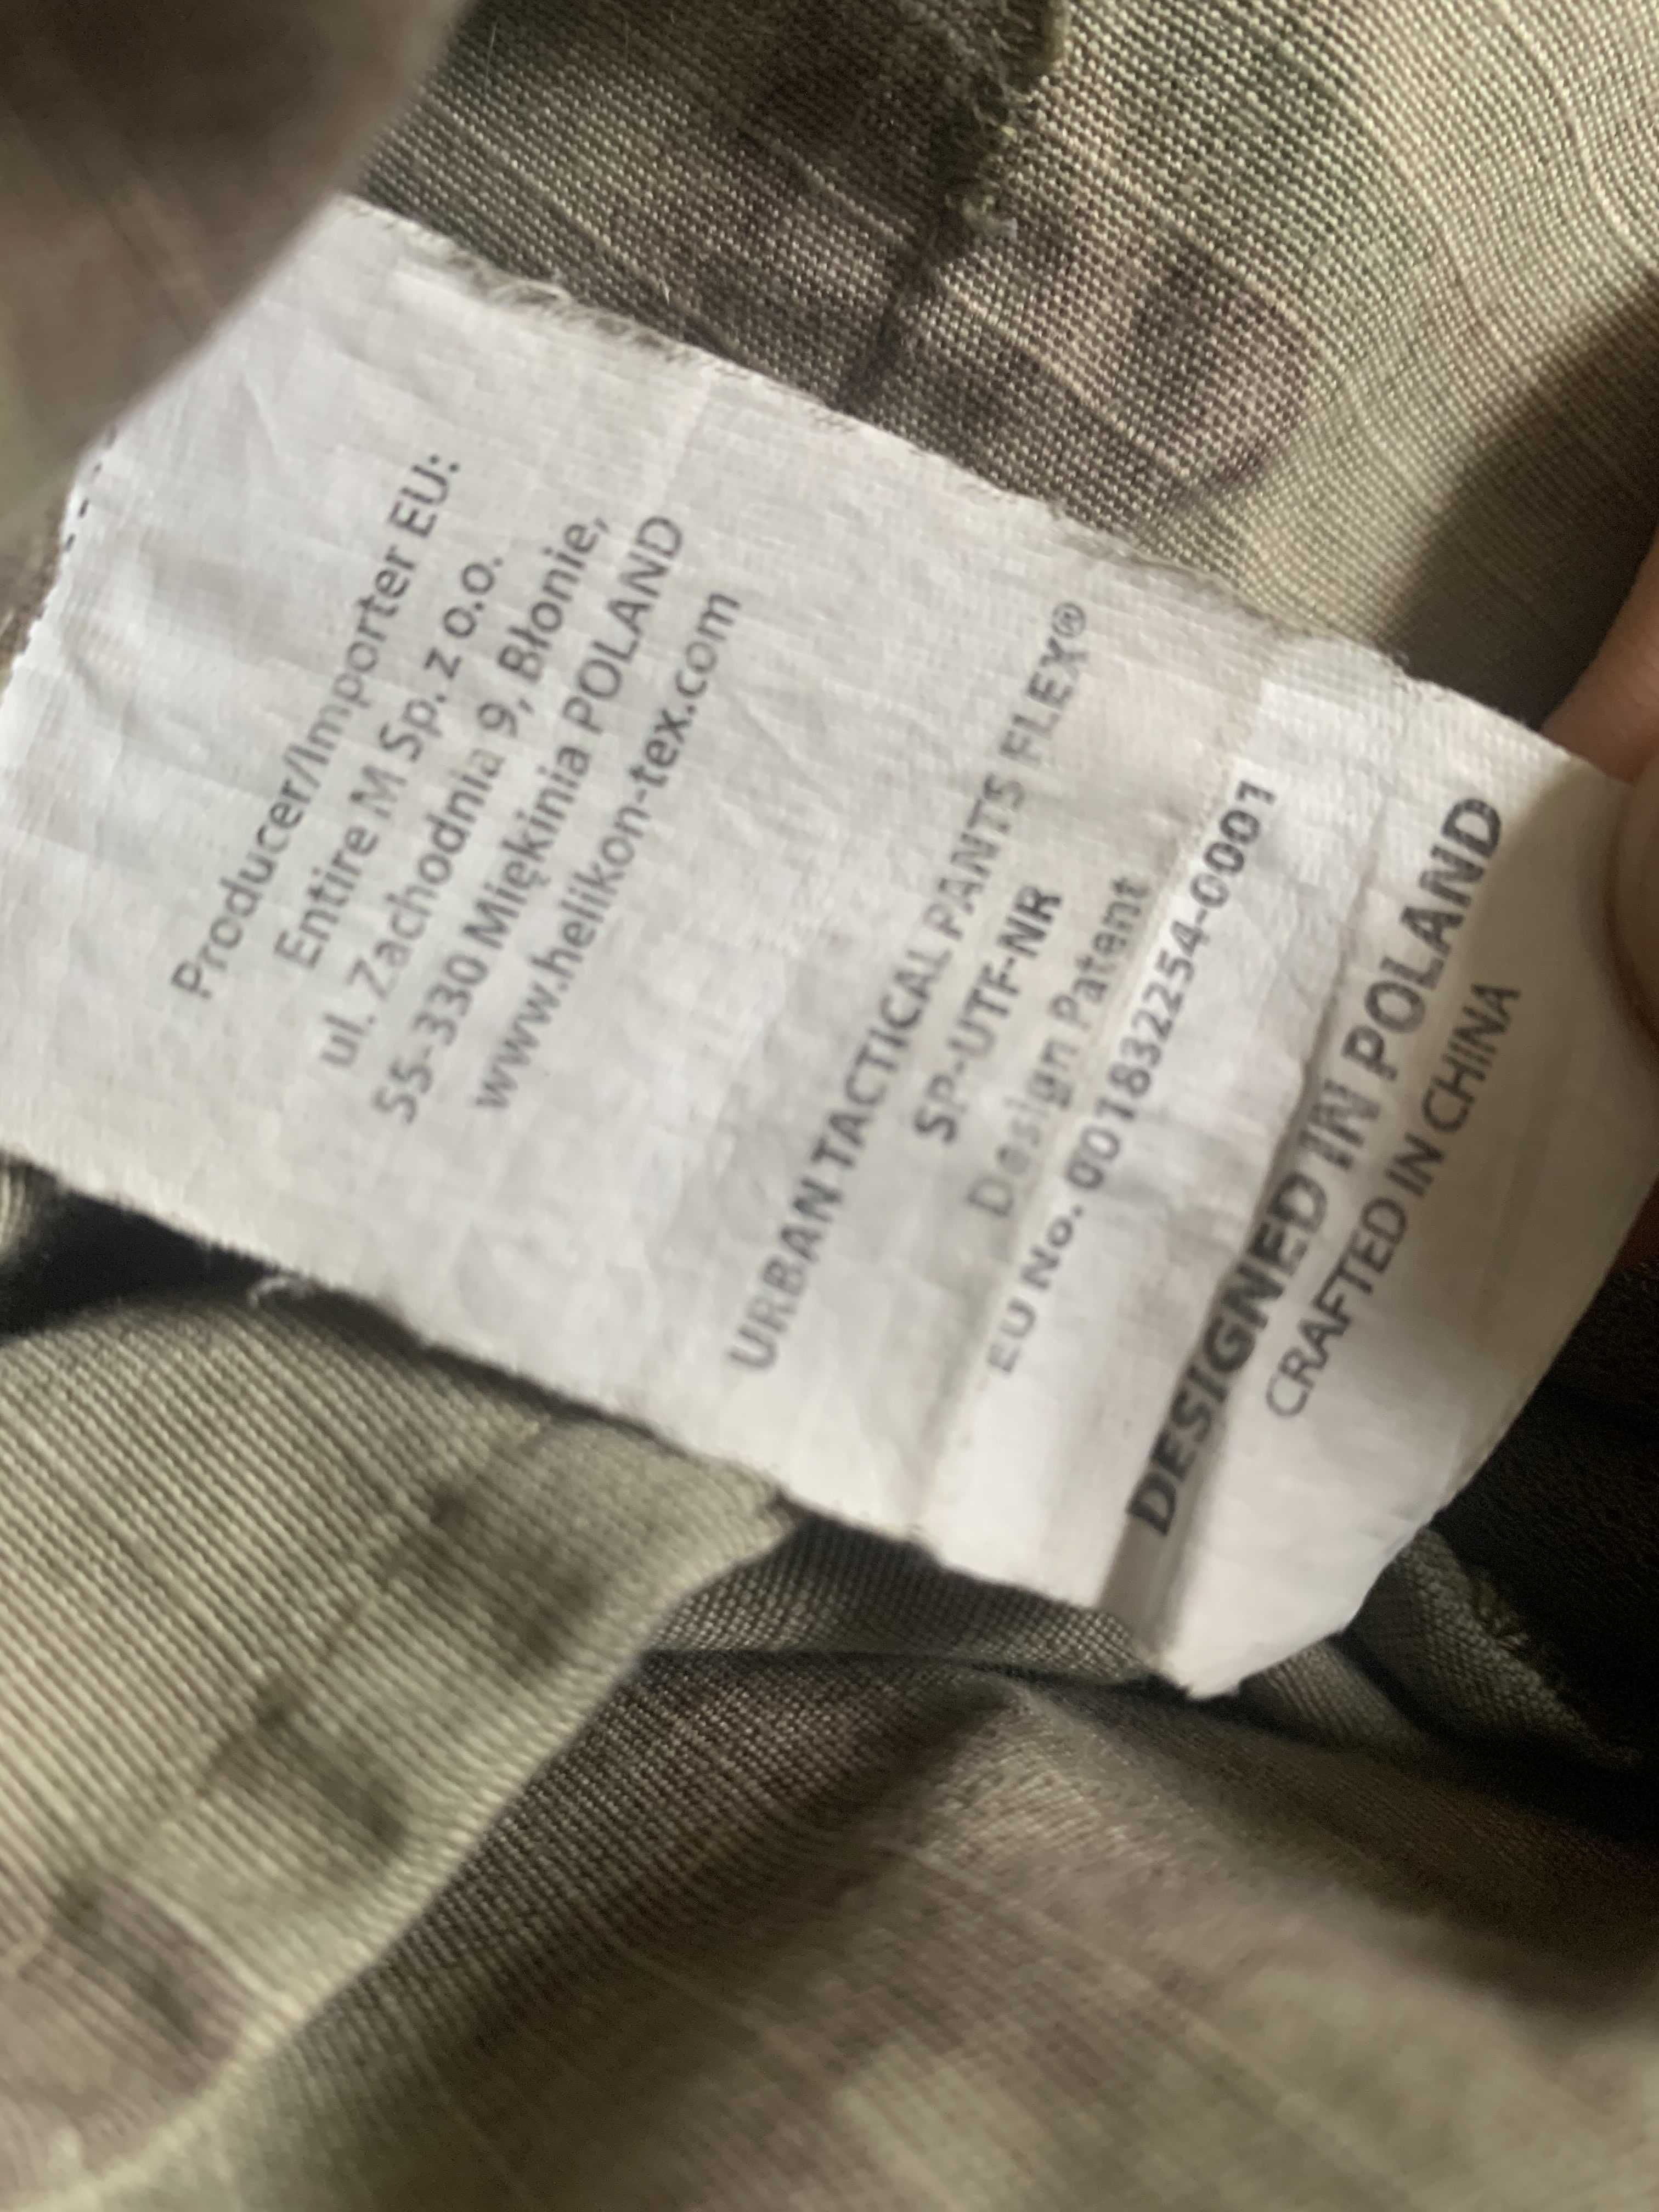 Producer/Importer EU:
Entire M Sp. z o.o.
ul. Zachodnia 9, Błonie,
55-330 Miękinia POLAND
www.helikon-tex.com
URBAN TACTICAL PANTS FLEX®
SP-UTF-NR
Design Patent
EU No. 001832254-0001
DESIGNED IN POLAND
CRAFTED IN CHINA